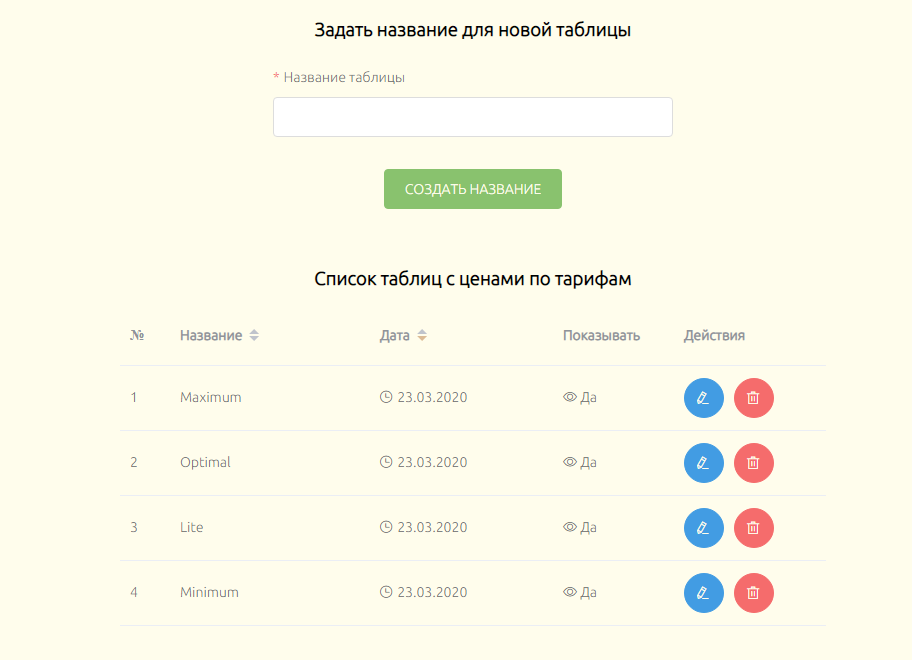 Задать название для новой таблицы
* Название таблицы
СОЗДАТЬ НАЗВАНИЕ
Список таблиц с ценами по тарифам
№ Название Дата Показывать Действия
1 Maximum 23.03.2020 Да
2 Optimal 23.03.2020 Да
3 Lite 23.03.2020 Да
4 Minimum 23.03.2020 Да